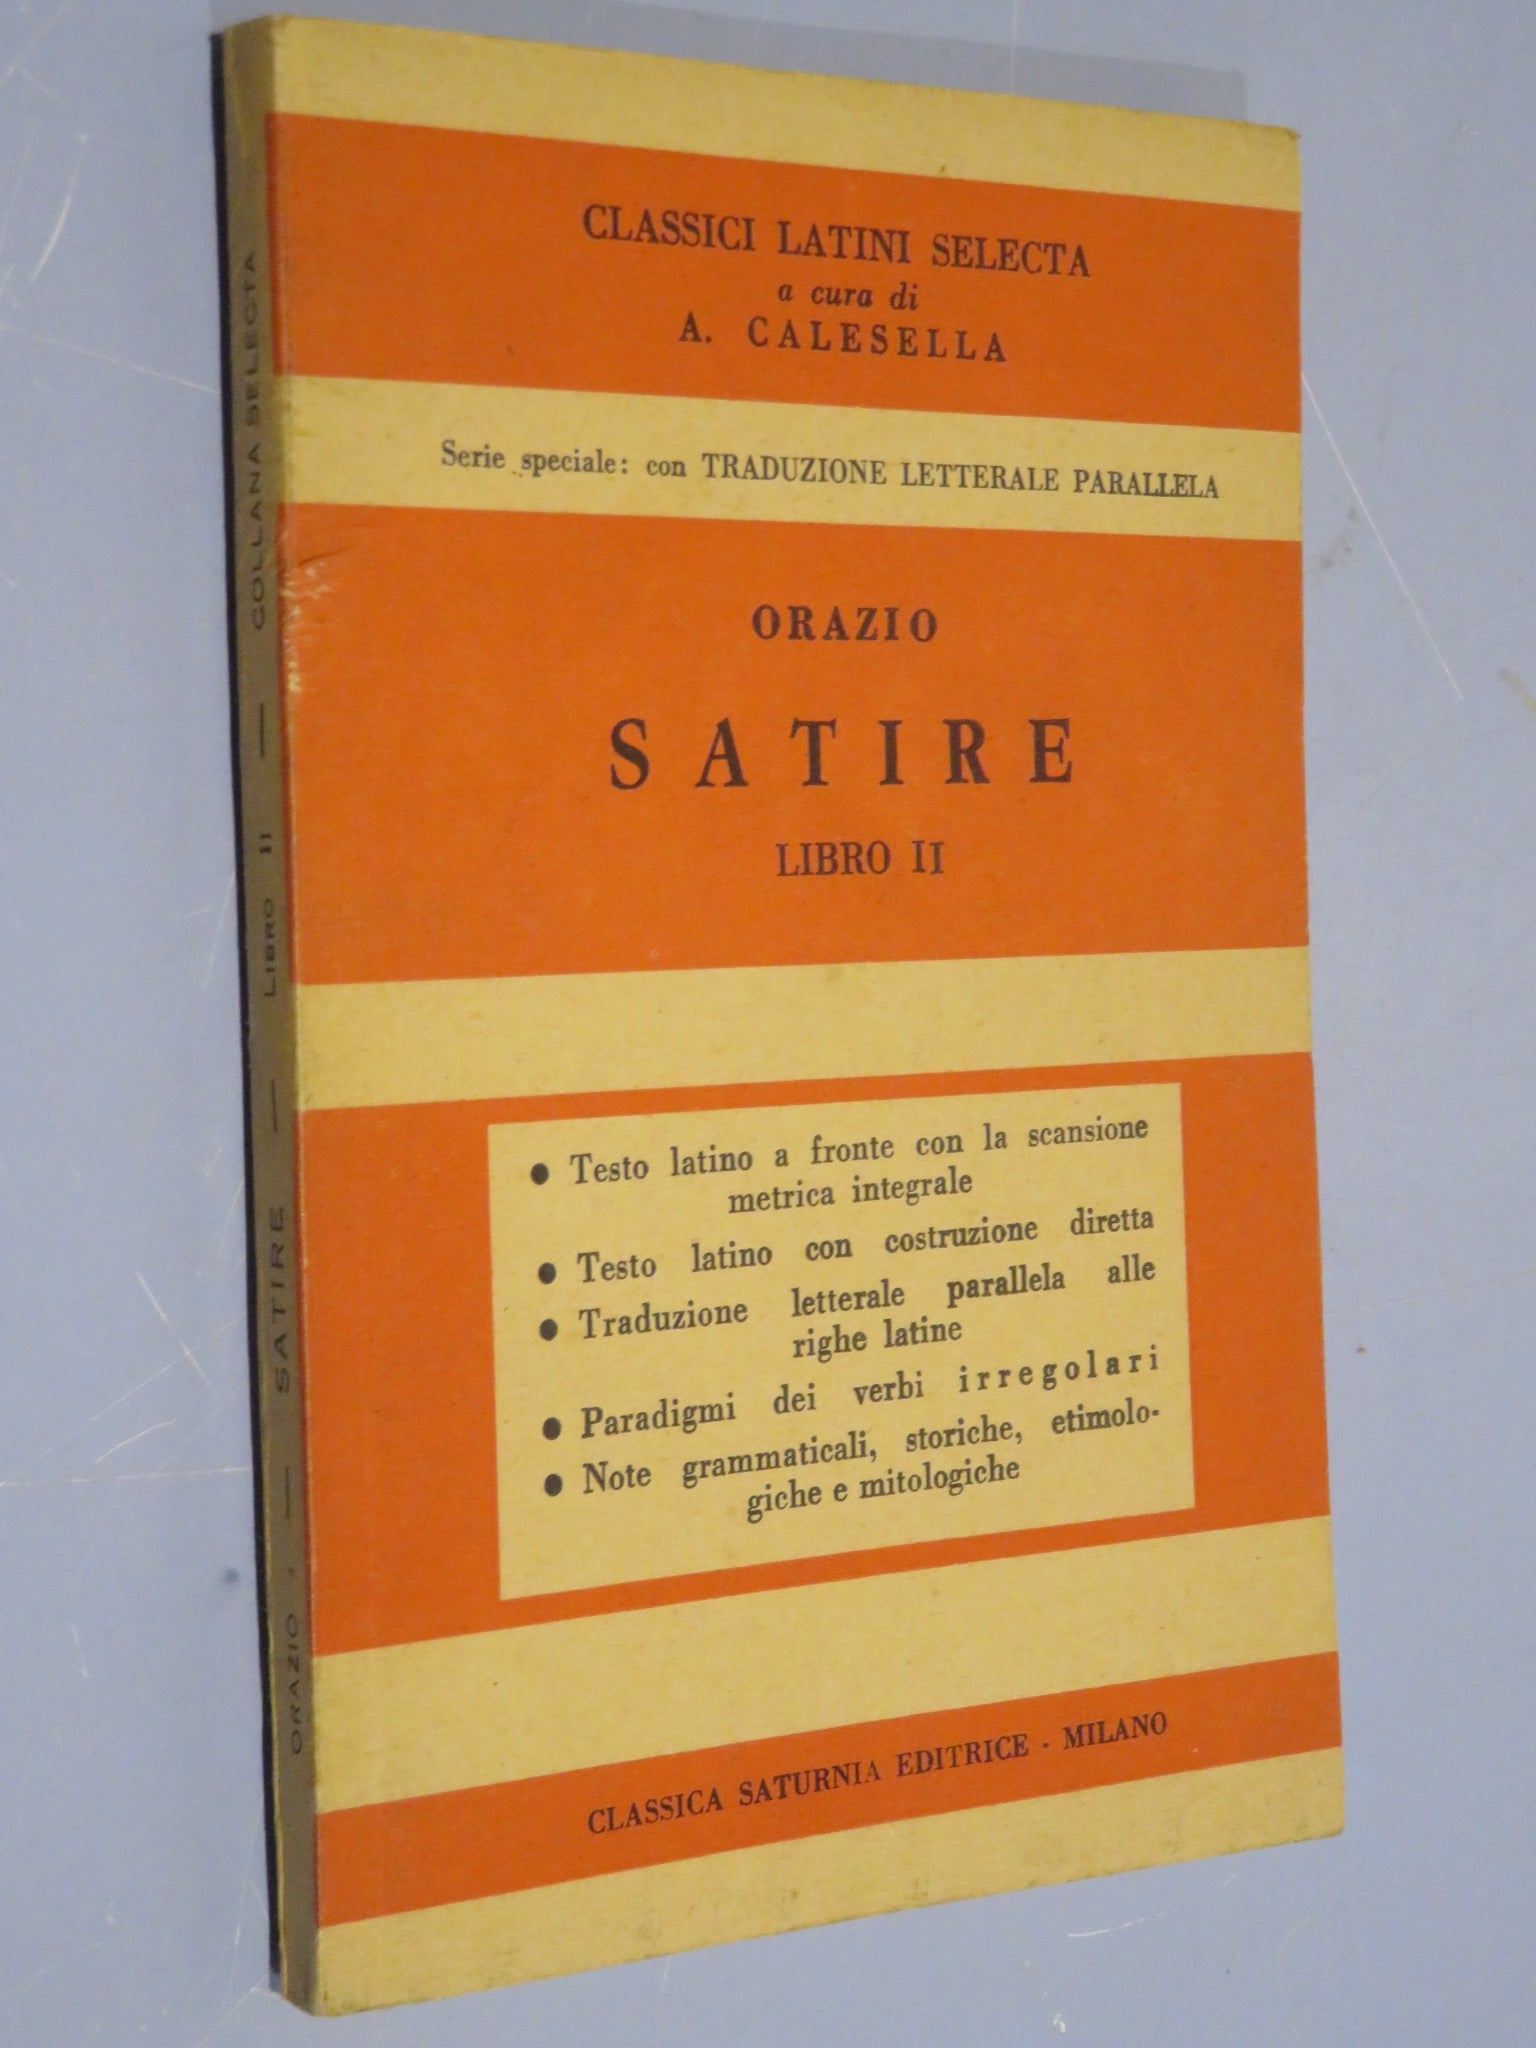 CLASSICI LATINI SELECTA
a cura di
A. CALESELLA
Serie speciale: con TRADUZIONE LETTERALE PARALLELA
ORAZIO
SATIRE
LIBRO II
● Testo latino a fronte con la scansione
metrica integrale
● Testo latino con costruzione diretta
● Traduzione letterale parallela alle
righe latine
● Paradigmi dei verbi irregolari
● Note grammaticali, storiche, etimolo-
giche e mitologiche
CLASSICA SATURNIA EDITRICE - MILANO
ORAZIO - — SATIRE — LIBRO II — COLLANA SELECTA